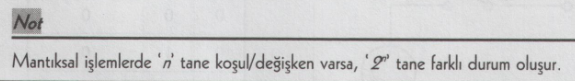 Not
Mantıksal işlemlerde 'n' tane koşul/değişken varsa, '2ⁿ' tane farklı durum oluşur.